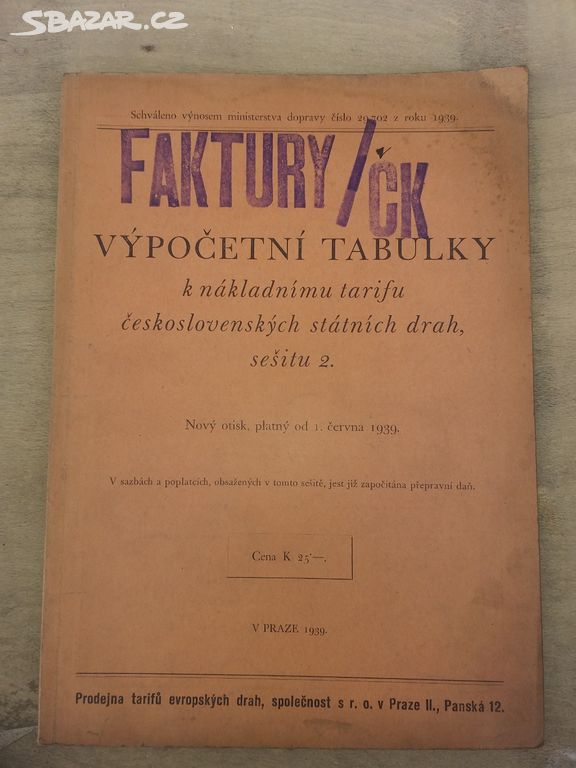 SBAZAR.CZ
Schváleno výnosem ministerstva dopravy číslo 29.702 z roku 1939.
FAKTURY/ČK
VÝPOČETNÍ TABULKY
k nákladnímu tarifu
československých státních drah,
sešitu 2.
Nový otisk, platný od 1. června 1939.
V sazbách a poplatcích, obsažených v tomto sešitě, jest již započítána přepravní daň.
Cena K 25·—.
V PRAZE 1939.
Prodejna tarifů evropských drah, společnost s r. o. v Praze II., Panská 12.